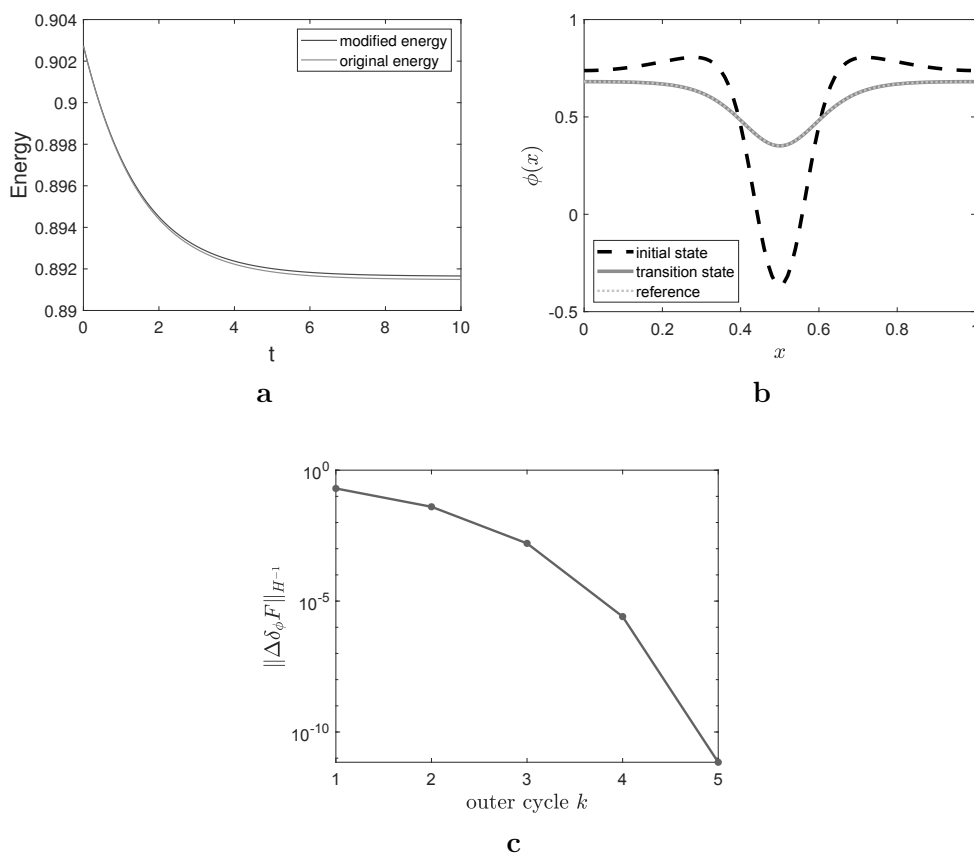 0.904
0.902
0.9
0.898
0.896
0.894
0.892
0.89
Energy
0 2 4 6 8 10
t
modified energy
original energy
a
1
0.5
0
-0.5
ϕ(x)
0 0.2 0.4 0.6 0.8 1
x
initial state
transition state
reference
b
10^0
10^-5
10^-10
||Δδ_ϕF||_{H^{-1}}
1 2 3 4 5
outer cycle k
c